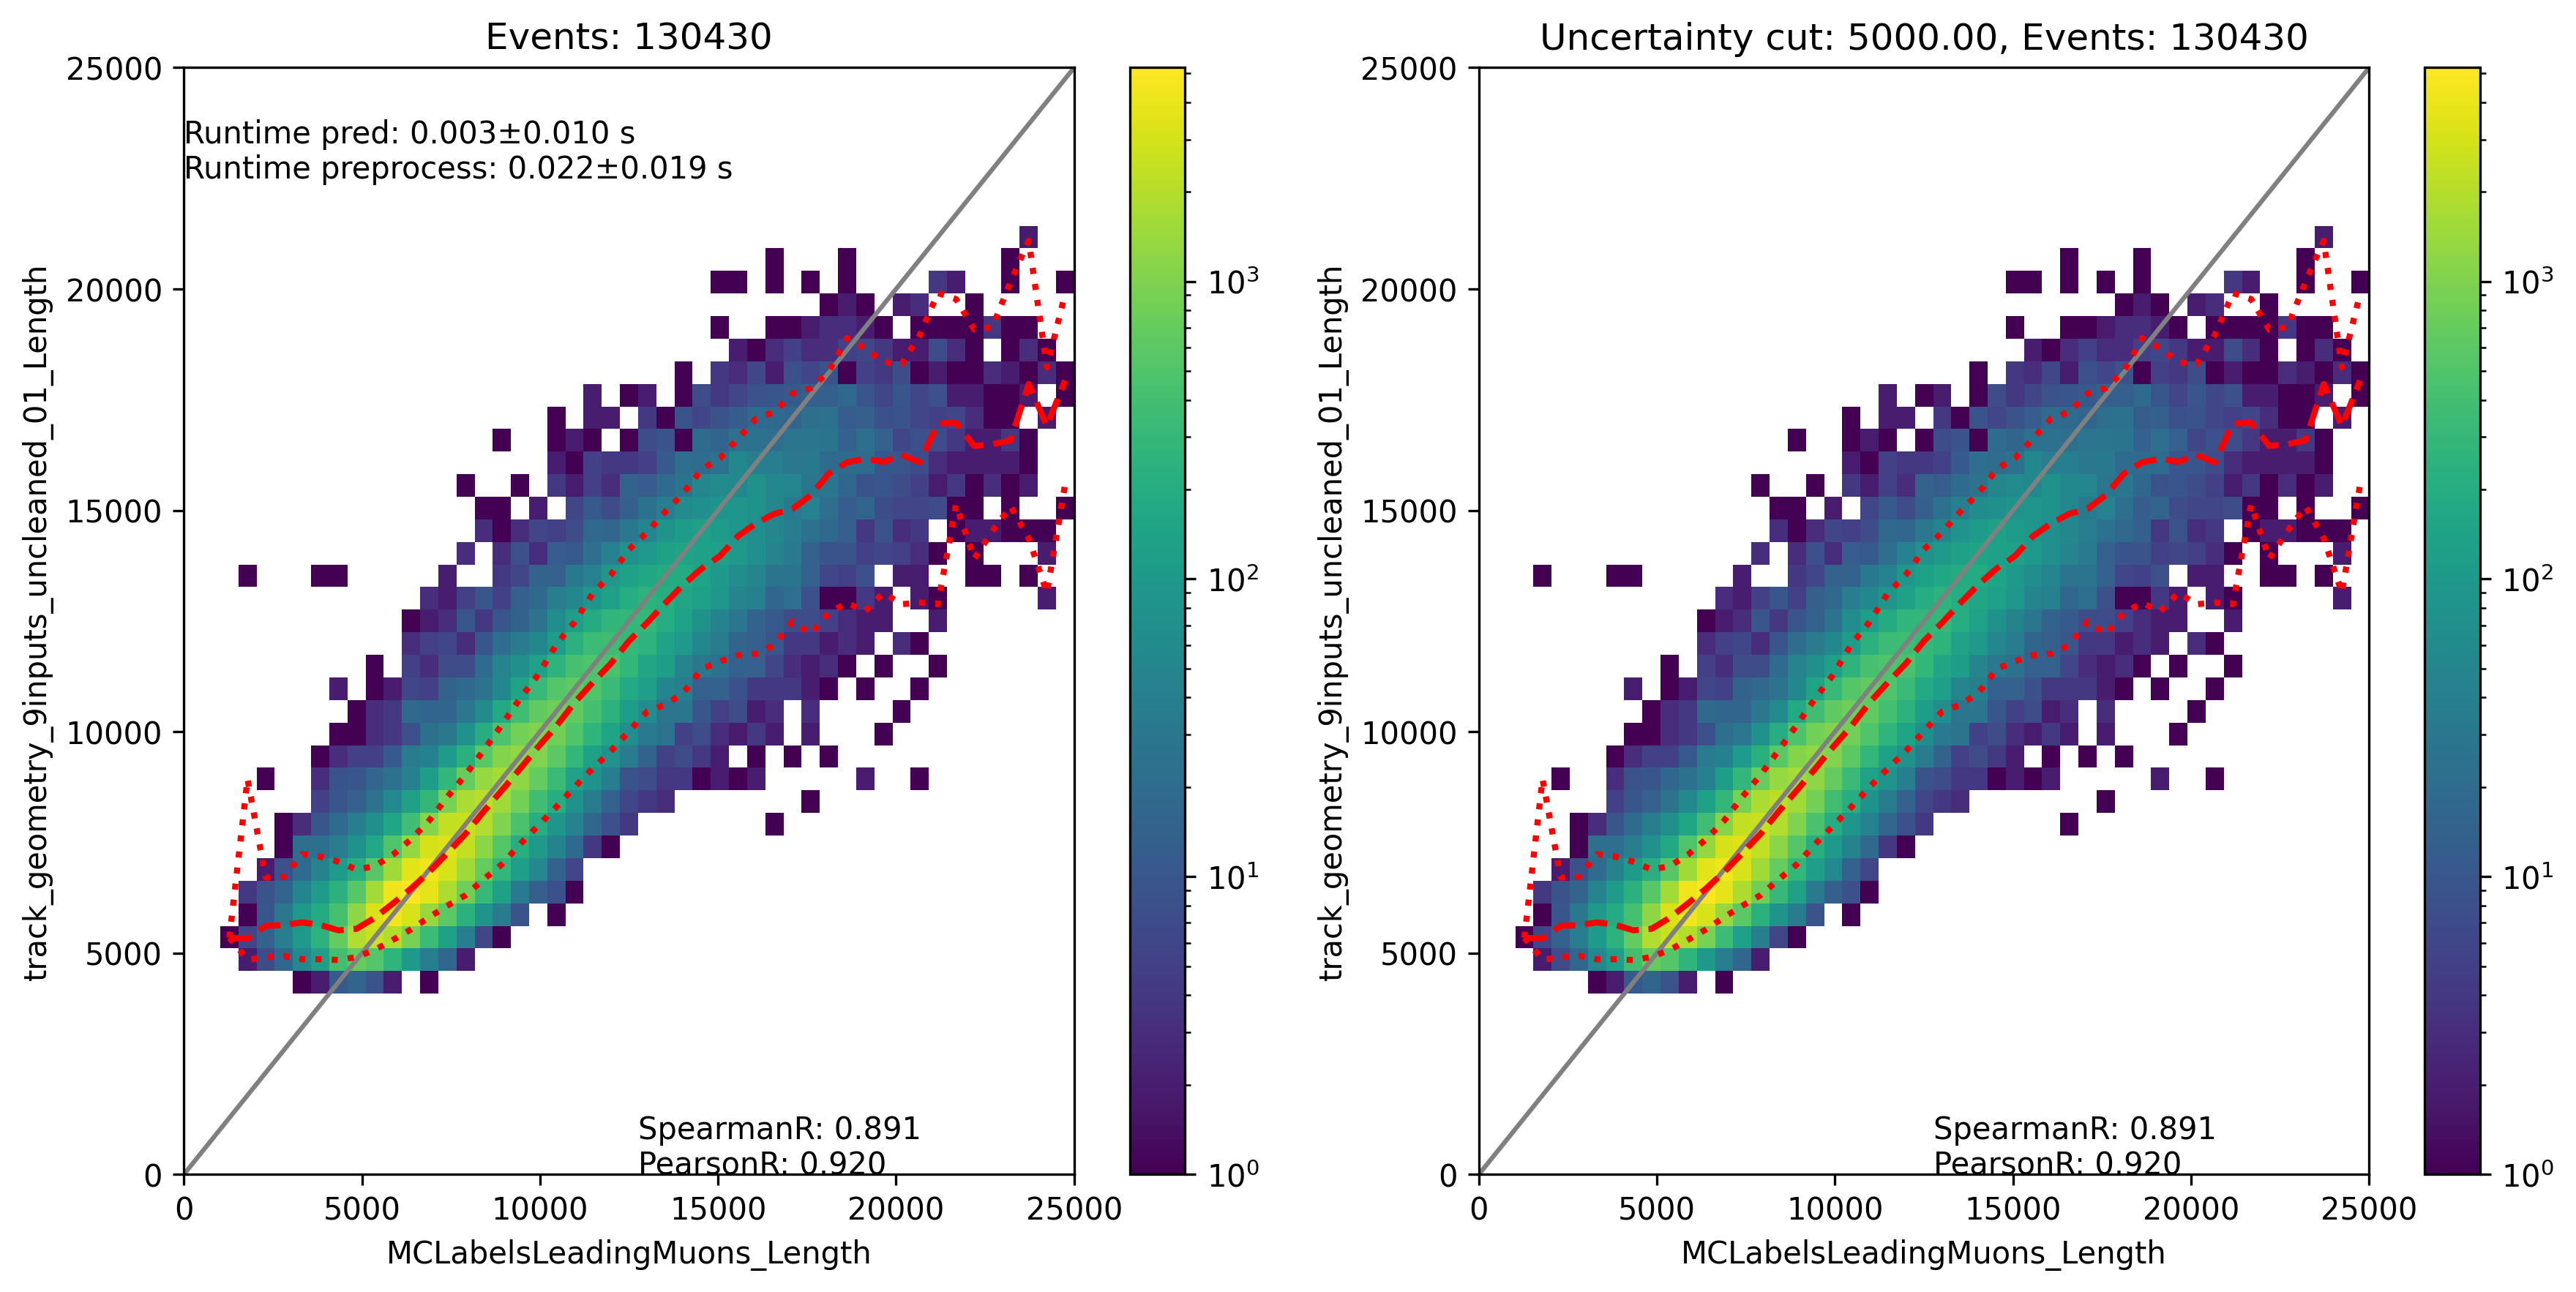 Events: 130430
25000
20000
15000
10000
5000
0
track_geometry_9inputs_uncleaned_01_Length
Runtime pred: 0.003±0.010 s
Runtime preprocess: 0.022±0.019 s
SpearmanR: 0.891
PearsonR: 0.920
0
5000
10000
15000
20000
25000
MCLabelsLeadingMuons_Length
10³
10²
10¹
10⁰
Uncertainty cut: 5000.00, Events: 130430
25000
20000
15000
10000
5000
0
track_geometry_9inputs_uncleaned_01_Length
SpearmanR: 0.891
PearsonR: 0.920
0
5000
10000
15000
20000
25000
MCLabelsLeadingMuons_Length
10³
10²
10¹
10⁰